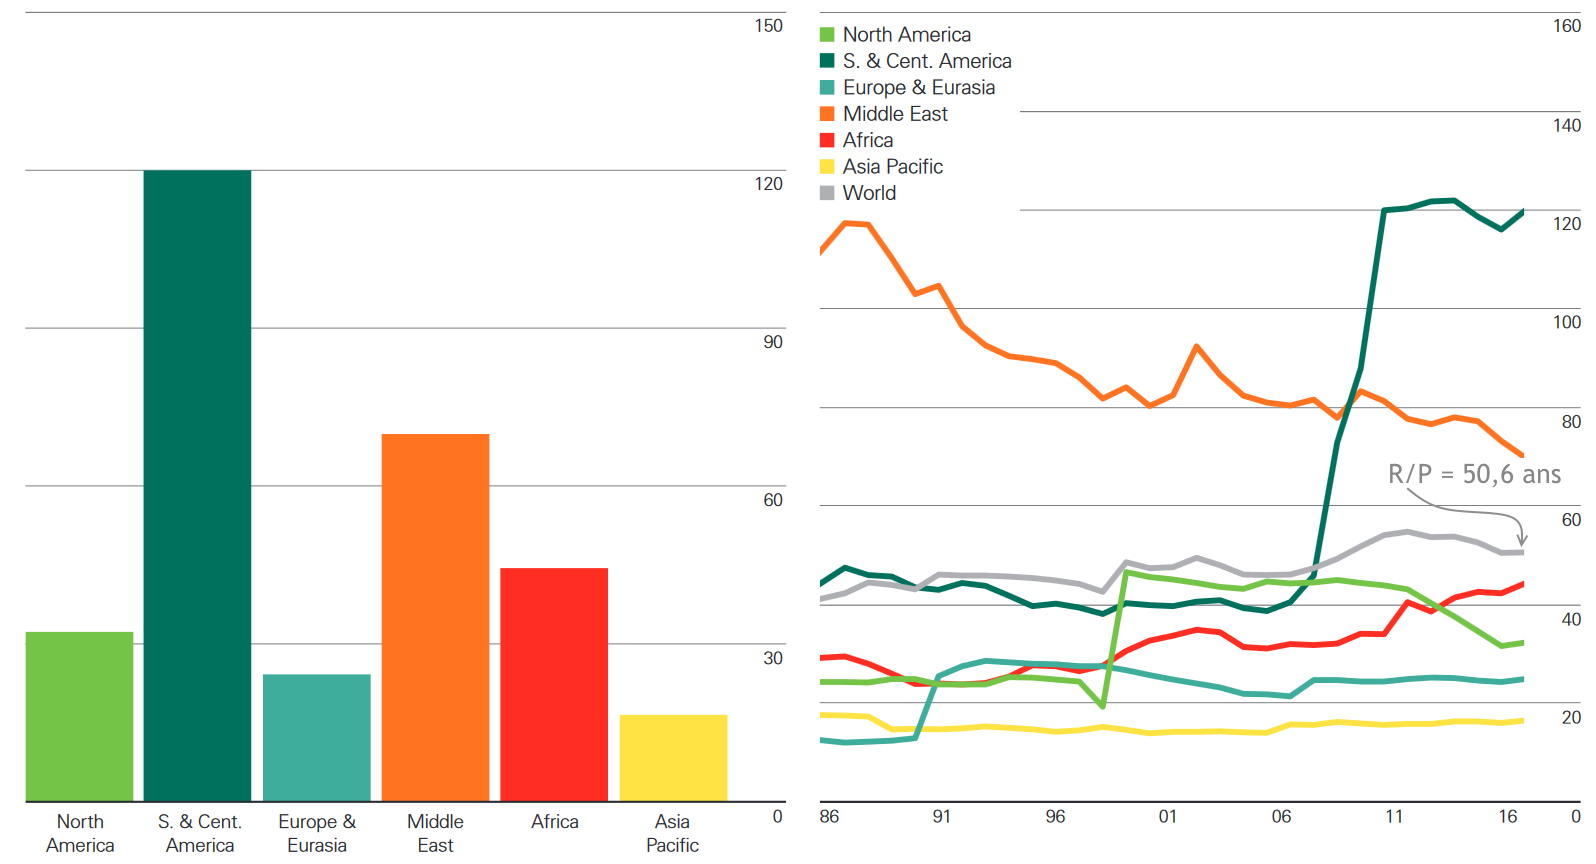 150
120
90
60
30
0
North America
S. & Cent. America
Europe & Eurasia
Middle East
Africa
Asia Pacific
North America
S. & Cent. America
Europe & Eurasia
Middle East
Africa
Asia Pacific
World
160
140
120
100
80
60
40
20
0
R/P = 50,6 ans
86 91 96 01 06 11 16